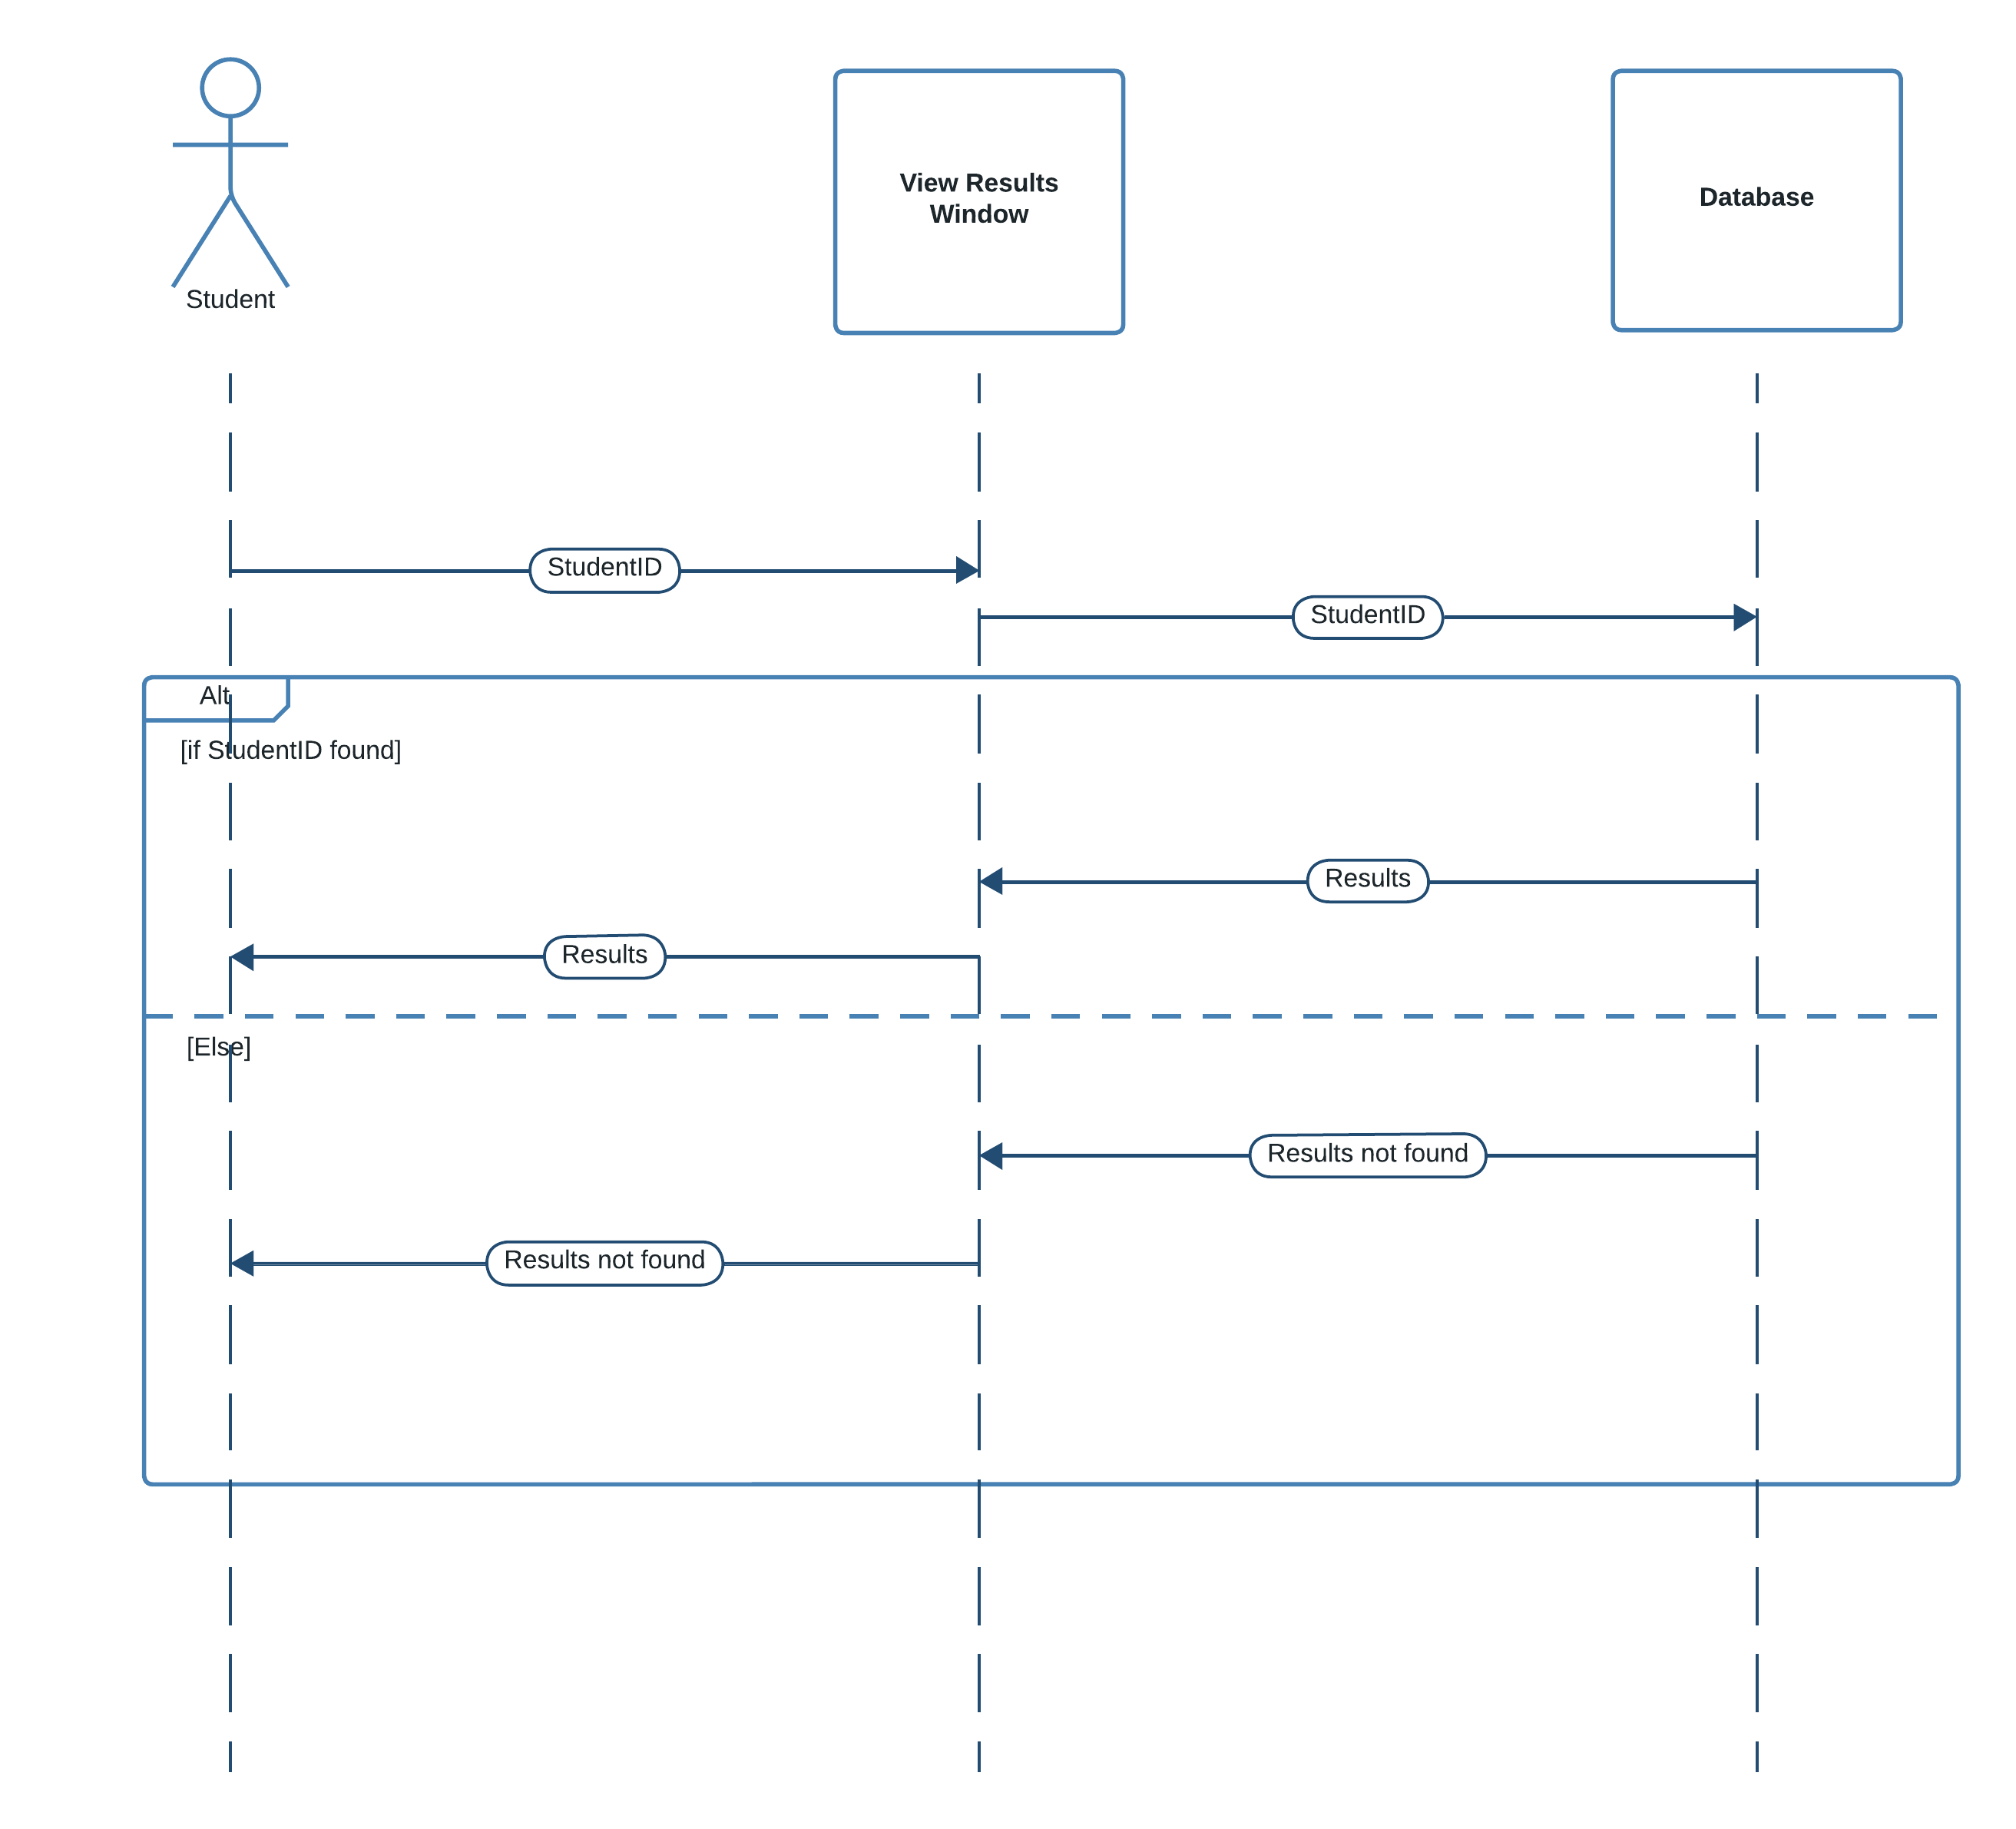 View Results
Window
Database
Student
StudentID
StudentID
Alt
[if StudentID found]
Results
Results
[Else]
Results not found
Results not found